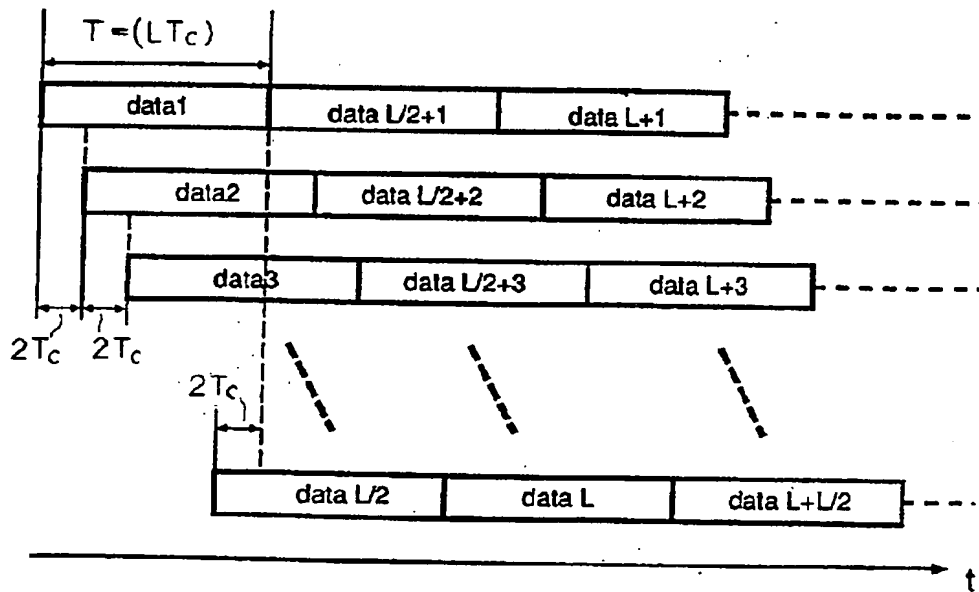 T=(LTc)
data1 data L/2+1 data L+1
data2 data L/2+2 data L+2
data3 data L/2+3 data L+3
2Tc 2Tc
2Tc
data L/2 data L data L+L/2
t